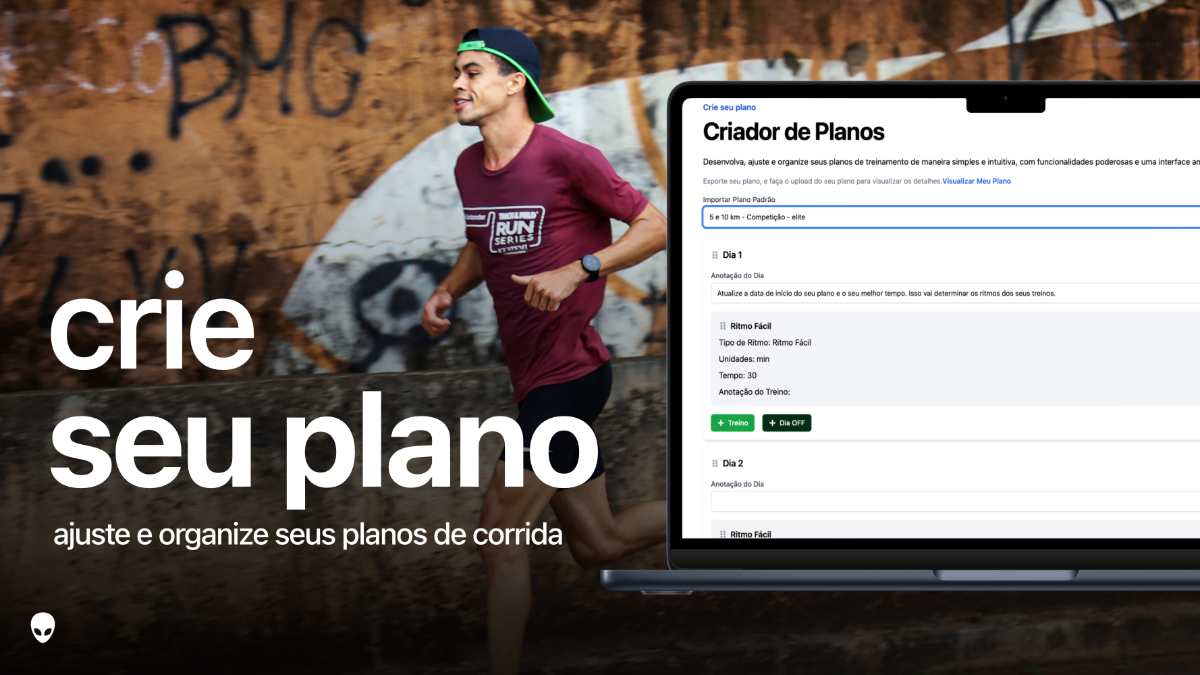 BMG
crie
seu plano
ajuste e organize seus planos de corrida
TRACK & FIELD
RUN
SERIES
Crie seu plano
Criador de Planos
Desenvolva, ajuste e organize seus planos de treinamento de maneira simples e intuitiva, com funcionalidades poderosas e uma interface
Exporte seu plano, e faça o upload do seu plano para visualizar os detalhes.Visualizar Meu Plano
Importar Plano Padrão
5 e 10 km - Competição - elite
Dia 1
Anotação do Dia
Atualize a data de início do seu plano e o seu melhor tempo. Isso vai determinar os ritmos dos seus treinos.
Ritmo Fácil
Tipo de Ritmo: Ritmo Fácil
Unidades: min
Tempo: 30
Anotação do Treino:
+ Treino + Dia OFF
Dia 2
Anotação do Dia
Ritmo Fácil